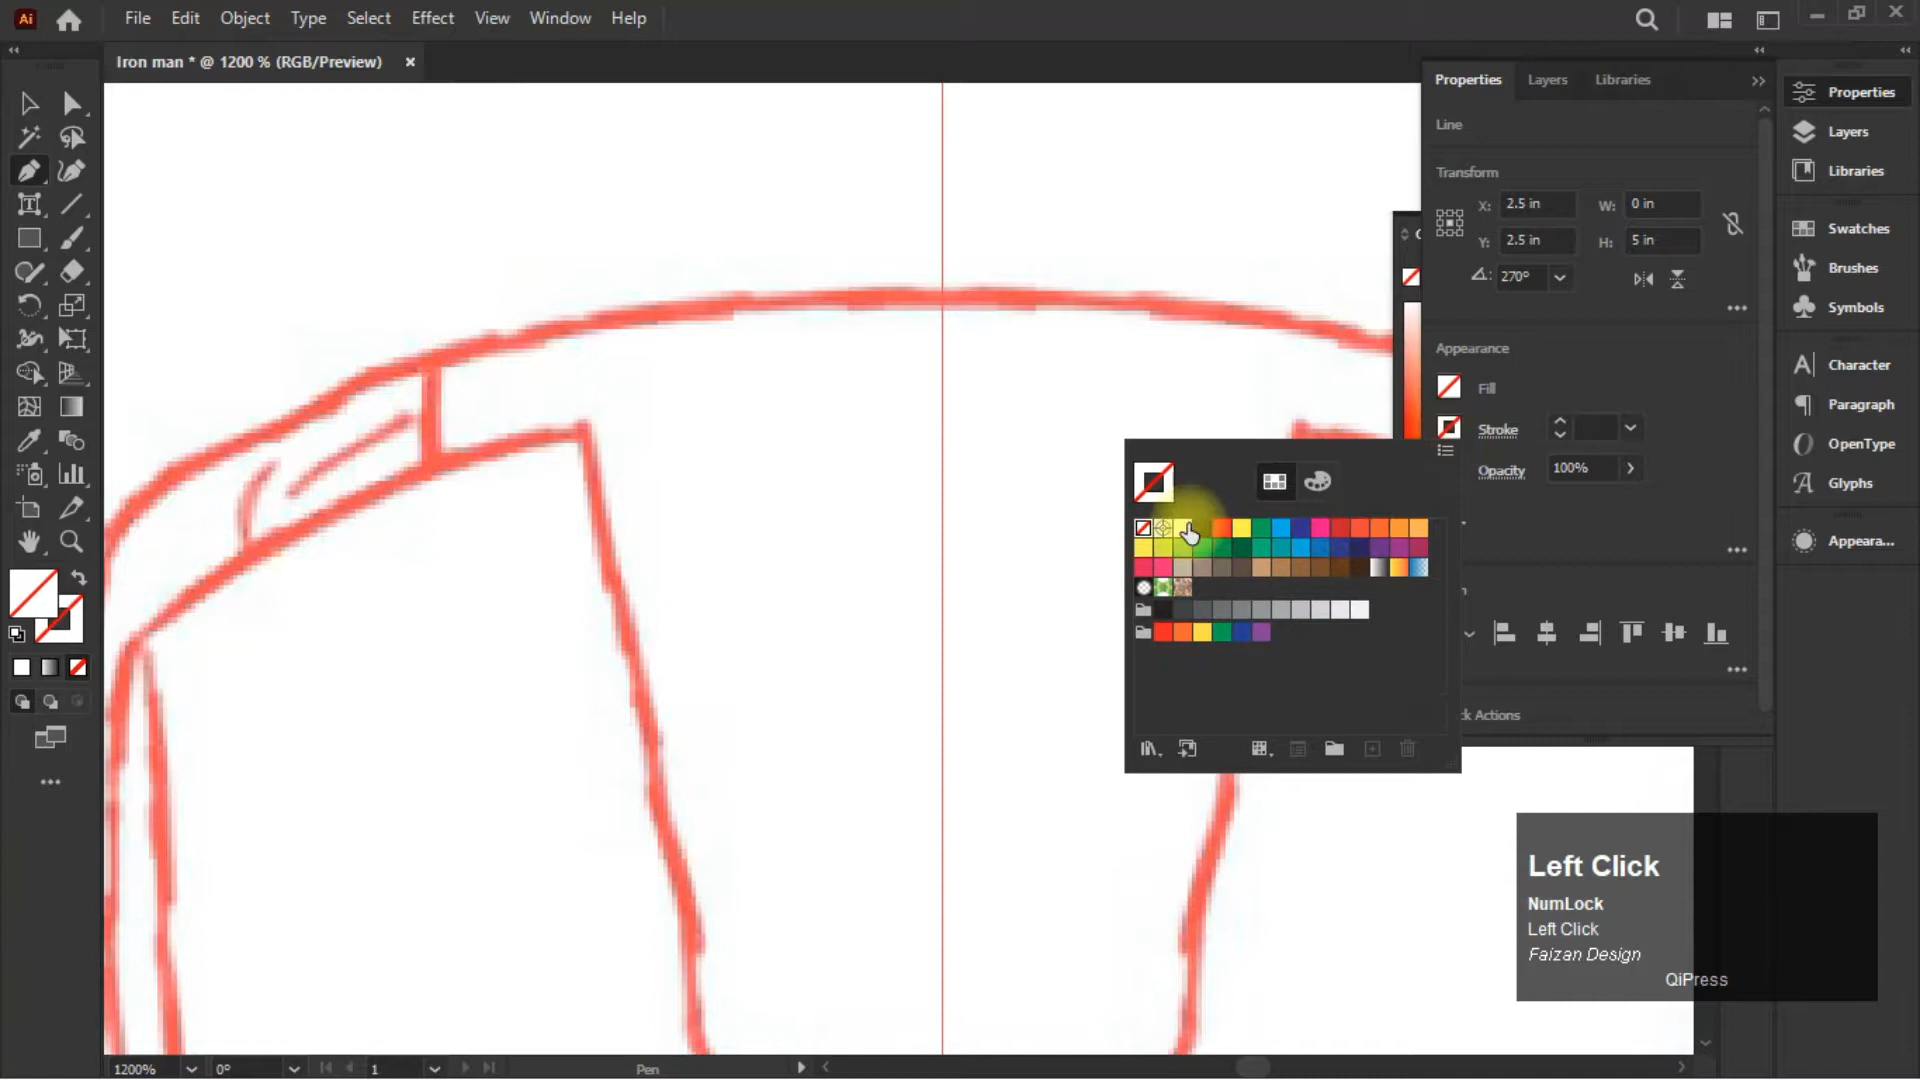 Ai File Edit Object Type Select Effect View Window Help
Iron man * @ 1200 % (RGB/Preview) ×
Properties Layers Libraries
Line
Transform
X: 2.5 in W: 0 in
Y: 2.5 in H: 5 in
270°
Appearance
Fill
Stroke
Opacity 100%
k Actions
Properties
Layers
Libraries
Swatches
Brushes
Symbols
Character
Paragraph
OpenType
Glyphs
Appeara...
Left Click
NumLock
Left Click
Faizan Design
QiPress
1200% 0° 1 Pen